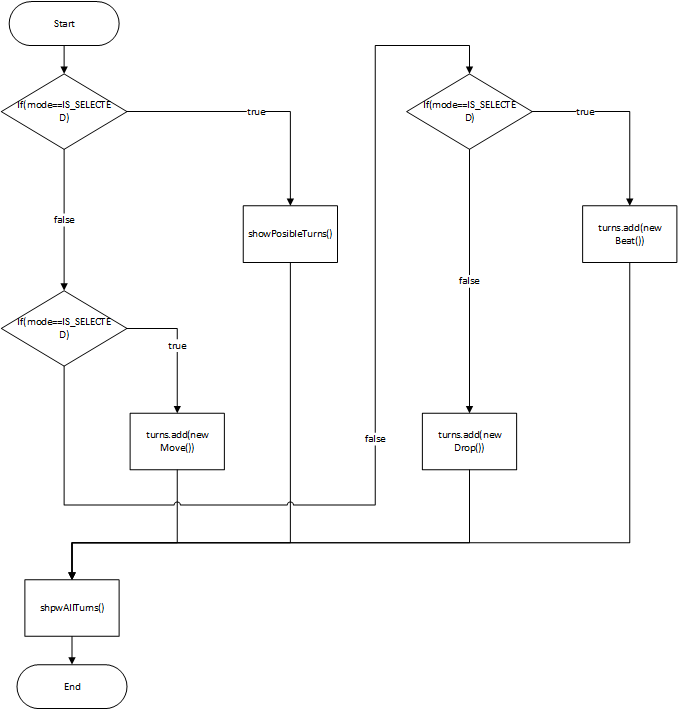 Start
If(mode==IS_SELECTE
D)
true
If(mode==IS_SELECTE
D)
true
false
showPosibleTurns()
turns.add(new
Beat())
false
If(mode==IS_SELECTE
D)
true
false
turns.add(new
Move())
turns.add(new
Drop())
shpwAllTurns()
End